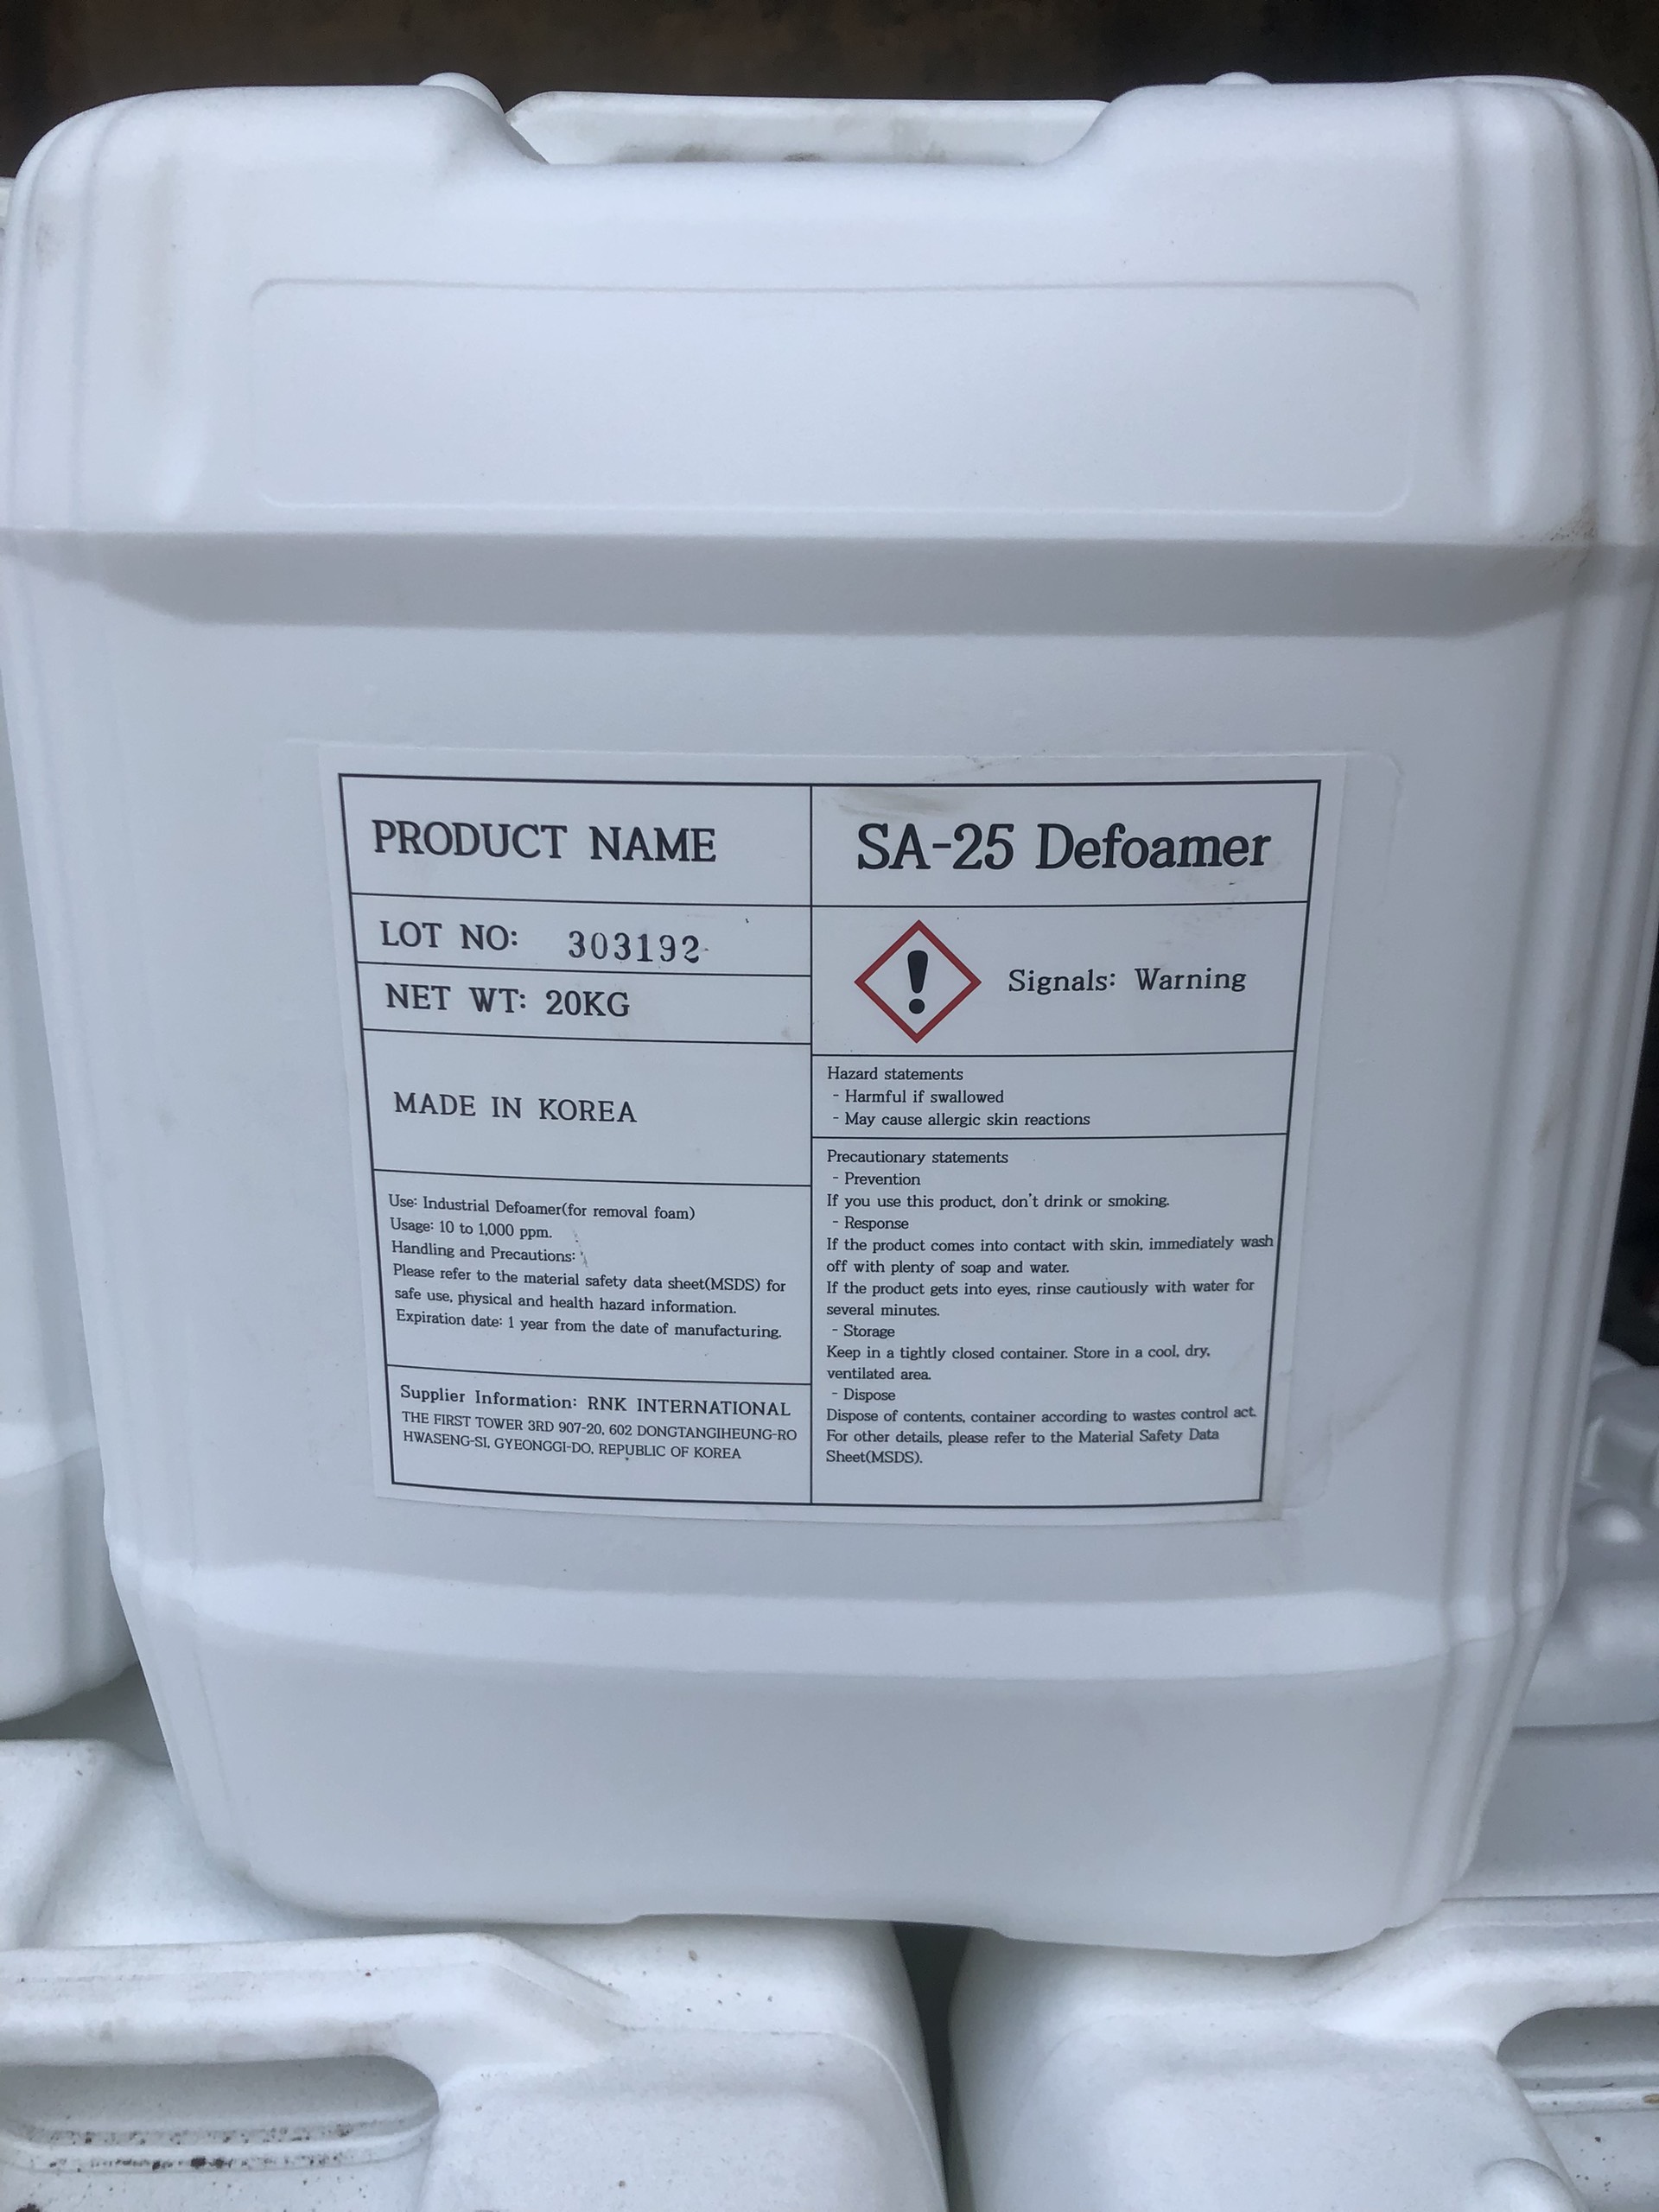 PRODUCT NAME
SA-25 Defoamer
LOT NO: 303192
NET WT: 20KG
MADE IN KOREA
Use: Industrial Defoamer(for removal foam)
Usage: 10 to 1,000 ppm.
Handling and Precautions:
Please refer to the material safety data sheet(MSDS) for
safe use, physical and health hazard information.
Expiration date: 1 year from the date of manufacturing.
Supplier Information: RNK INTERNATIONAL
THE FIRST TOWER 3RD 907-20, 602 DONGTANGIHEUNG-RO
HWASENG-SI, GYEONGGI-DO, REPUBLIC OF KOREA
Signals: Warning
Hazard statements
- Harmful if swallowed
- May cause allergic skin reactions
Precautionary statements
- Prevention
If you use this product, don't drink or smoking.
- Response
If the product comes into contact with skin, immediately wash
off with plenty of soap and water.
If the product gets into eyes, rinse cautiously with water for
several minutes.
- Storage
Keep in a tightly closed container. Store in a cool, dry,
ventilated area.
- Dispose
Dispose of contents, container according to wastes control act.
For other details, please refer to the Material Safety Data
Sheet(MSDS).